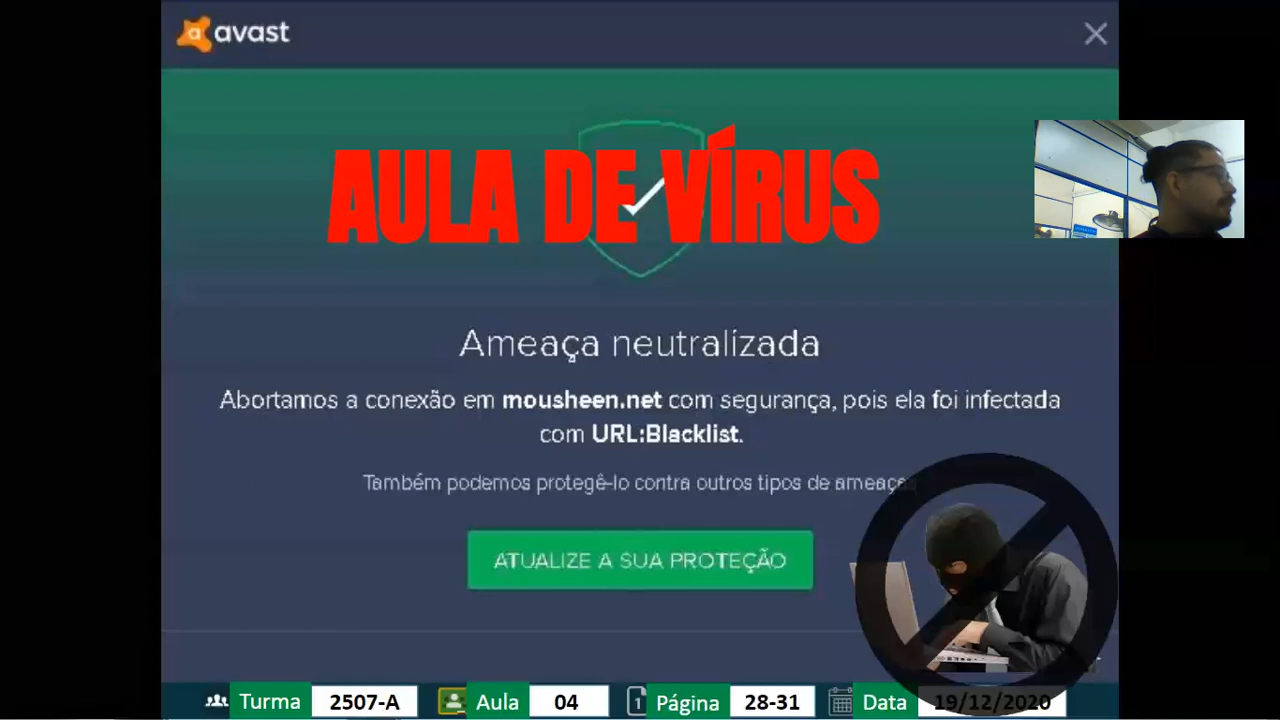 avast
AULA DE VÍRUS
Ameaça neutralizada
Abortamos a conexão em mousheen.net com segurança, pois ela foi infectada
com URL:Blacklist.
Também podemos protegê-lo contra outros tipos de ameaças
ATUALIZE A SUA PROTEÇÃO
Turma 2507-A Aula 04 1 Página 28-31 Data 19/12/2020